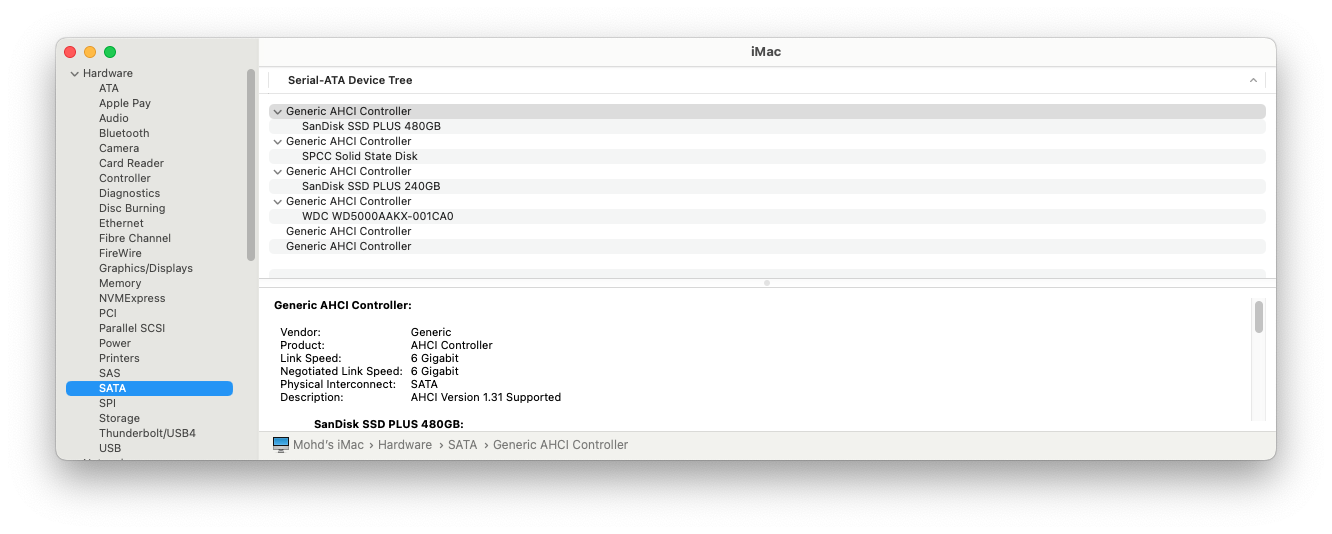 iMac
Hardware
ATA
Apple Pay
Audio
Bluetooth
Camera
Card Reader
Controller
Diagnostics
Disc Burning
Ethernet
Fibre Channel
FireWire
Graphics/Displays
Memory
NVMExpress
PCI
Parallel SCSI
Power
Printers
SAS
SATA
SPI
Storage
Thunderbolt/USB4
USB
Serial-ATA Device Tree
Generic AHCI Controller
SanDisk SSD PLUS 480GB
Generic AHCI Controller
SPCC Solid State Disk
Generic AHCI Controller
SanDisk SSD PLUS 240GB
Generic AHCI Controller
WDC WD5000AAKX-001CA0
Generic AHCI Controller
Generic AHCI Controller
Generic AHCI Controller:
Vendor: Generic
Product: AHCI Controller
Link Speed: 6 Gigabit
Negotiated Link Speed: 6 Gigabit
Physical Interconnect: SATA
Description: AHCI Version 1.31 Supported
SanDisk SSD PLUS 480GB:
Mohd's iMac › Hardware › SATA › Generic AHCI Controller